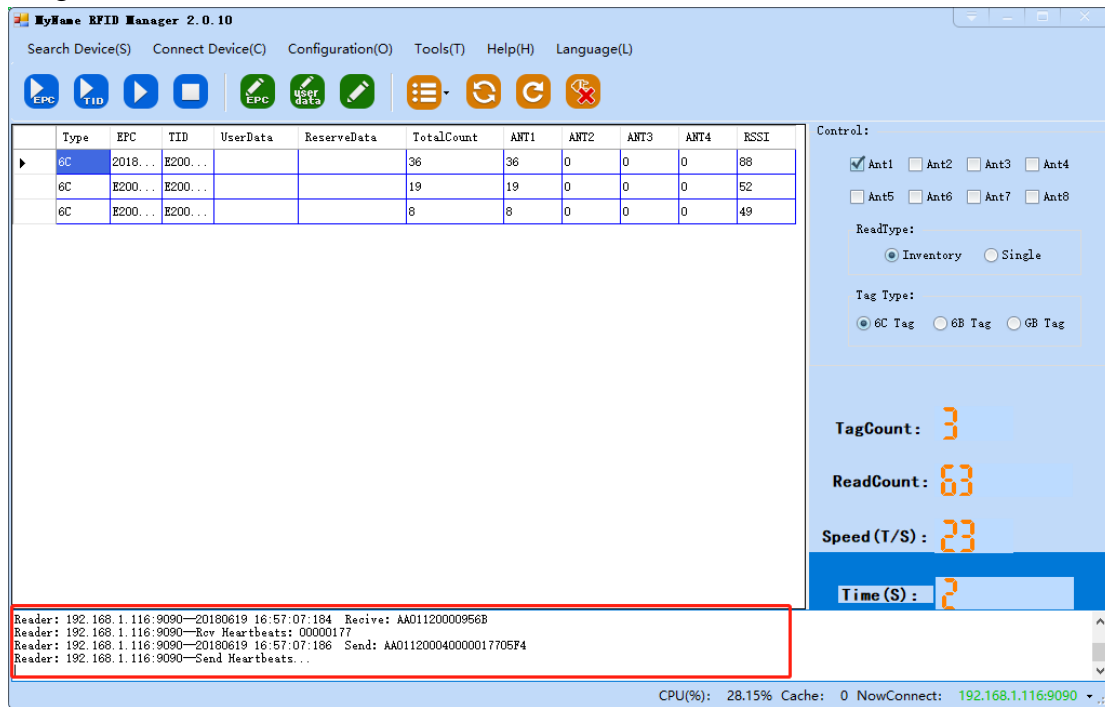 MyName RFID Manager 2.0.10
Search Device(S) Connect Device(C) Configuration(O) Tools(T) Help(H) Language(L)
EPC TID EPC user data
Type EPC TID UserData ReserveData TotalCount ANT1 ANT2 ANT3 ANT4 RSSI
6C 2018... E200... 36 36 0 0 0 88
6C E200... E200... 19 19 0 0 0 52
6C E200... E200... 8 8 0 0 0 49
Control:
Ant1 Ant2 Ant3 Ant4
Ant5 Ant6 Ant7 Ant8
ReadType:
Inventory Single
Tag Type:
6C Tag 6B Tag GB Tag
TagCount: 3
ReadCount: 63
Speed(T/S): 23
Time(S): 2
Reader: 192.168.1.116:9090—20180619 16:57:07:184 Recive: AA01120000956B
Reader: 192.168.1.116:9090—Rcv Heartbeats: 00000177
Reader: 192.168.1.116:9090—20180619 16:57:07:186 Send: AA011200040000017705F4
Reader: 192.168.1.116:9090—Send Heartbeats...
CPU(%): 28.15% Cache: 0 NowConnect: 192.168.1.116:9090